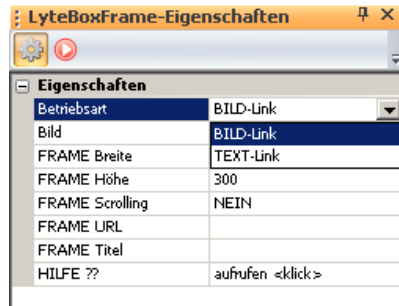 LyteBoxFrame-Eigenschaften
Eigenschaften
Betriebsart BILD-Link
Bild BILD-Link
FRAME Breite TEXT-Link
FRAME Höhe 300
FRAME Scrolling NEIN
FRAME URL
FRAME Titel
HILFE ?? aufrufen <klick>